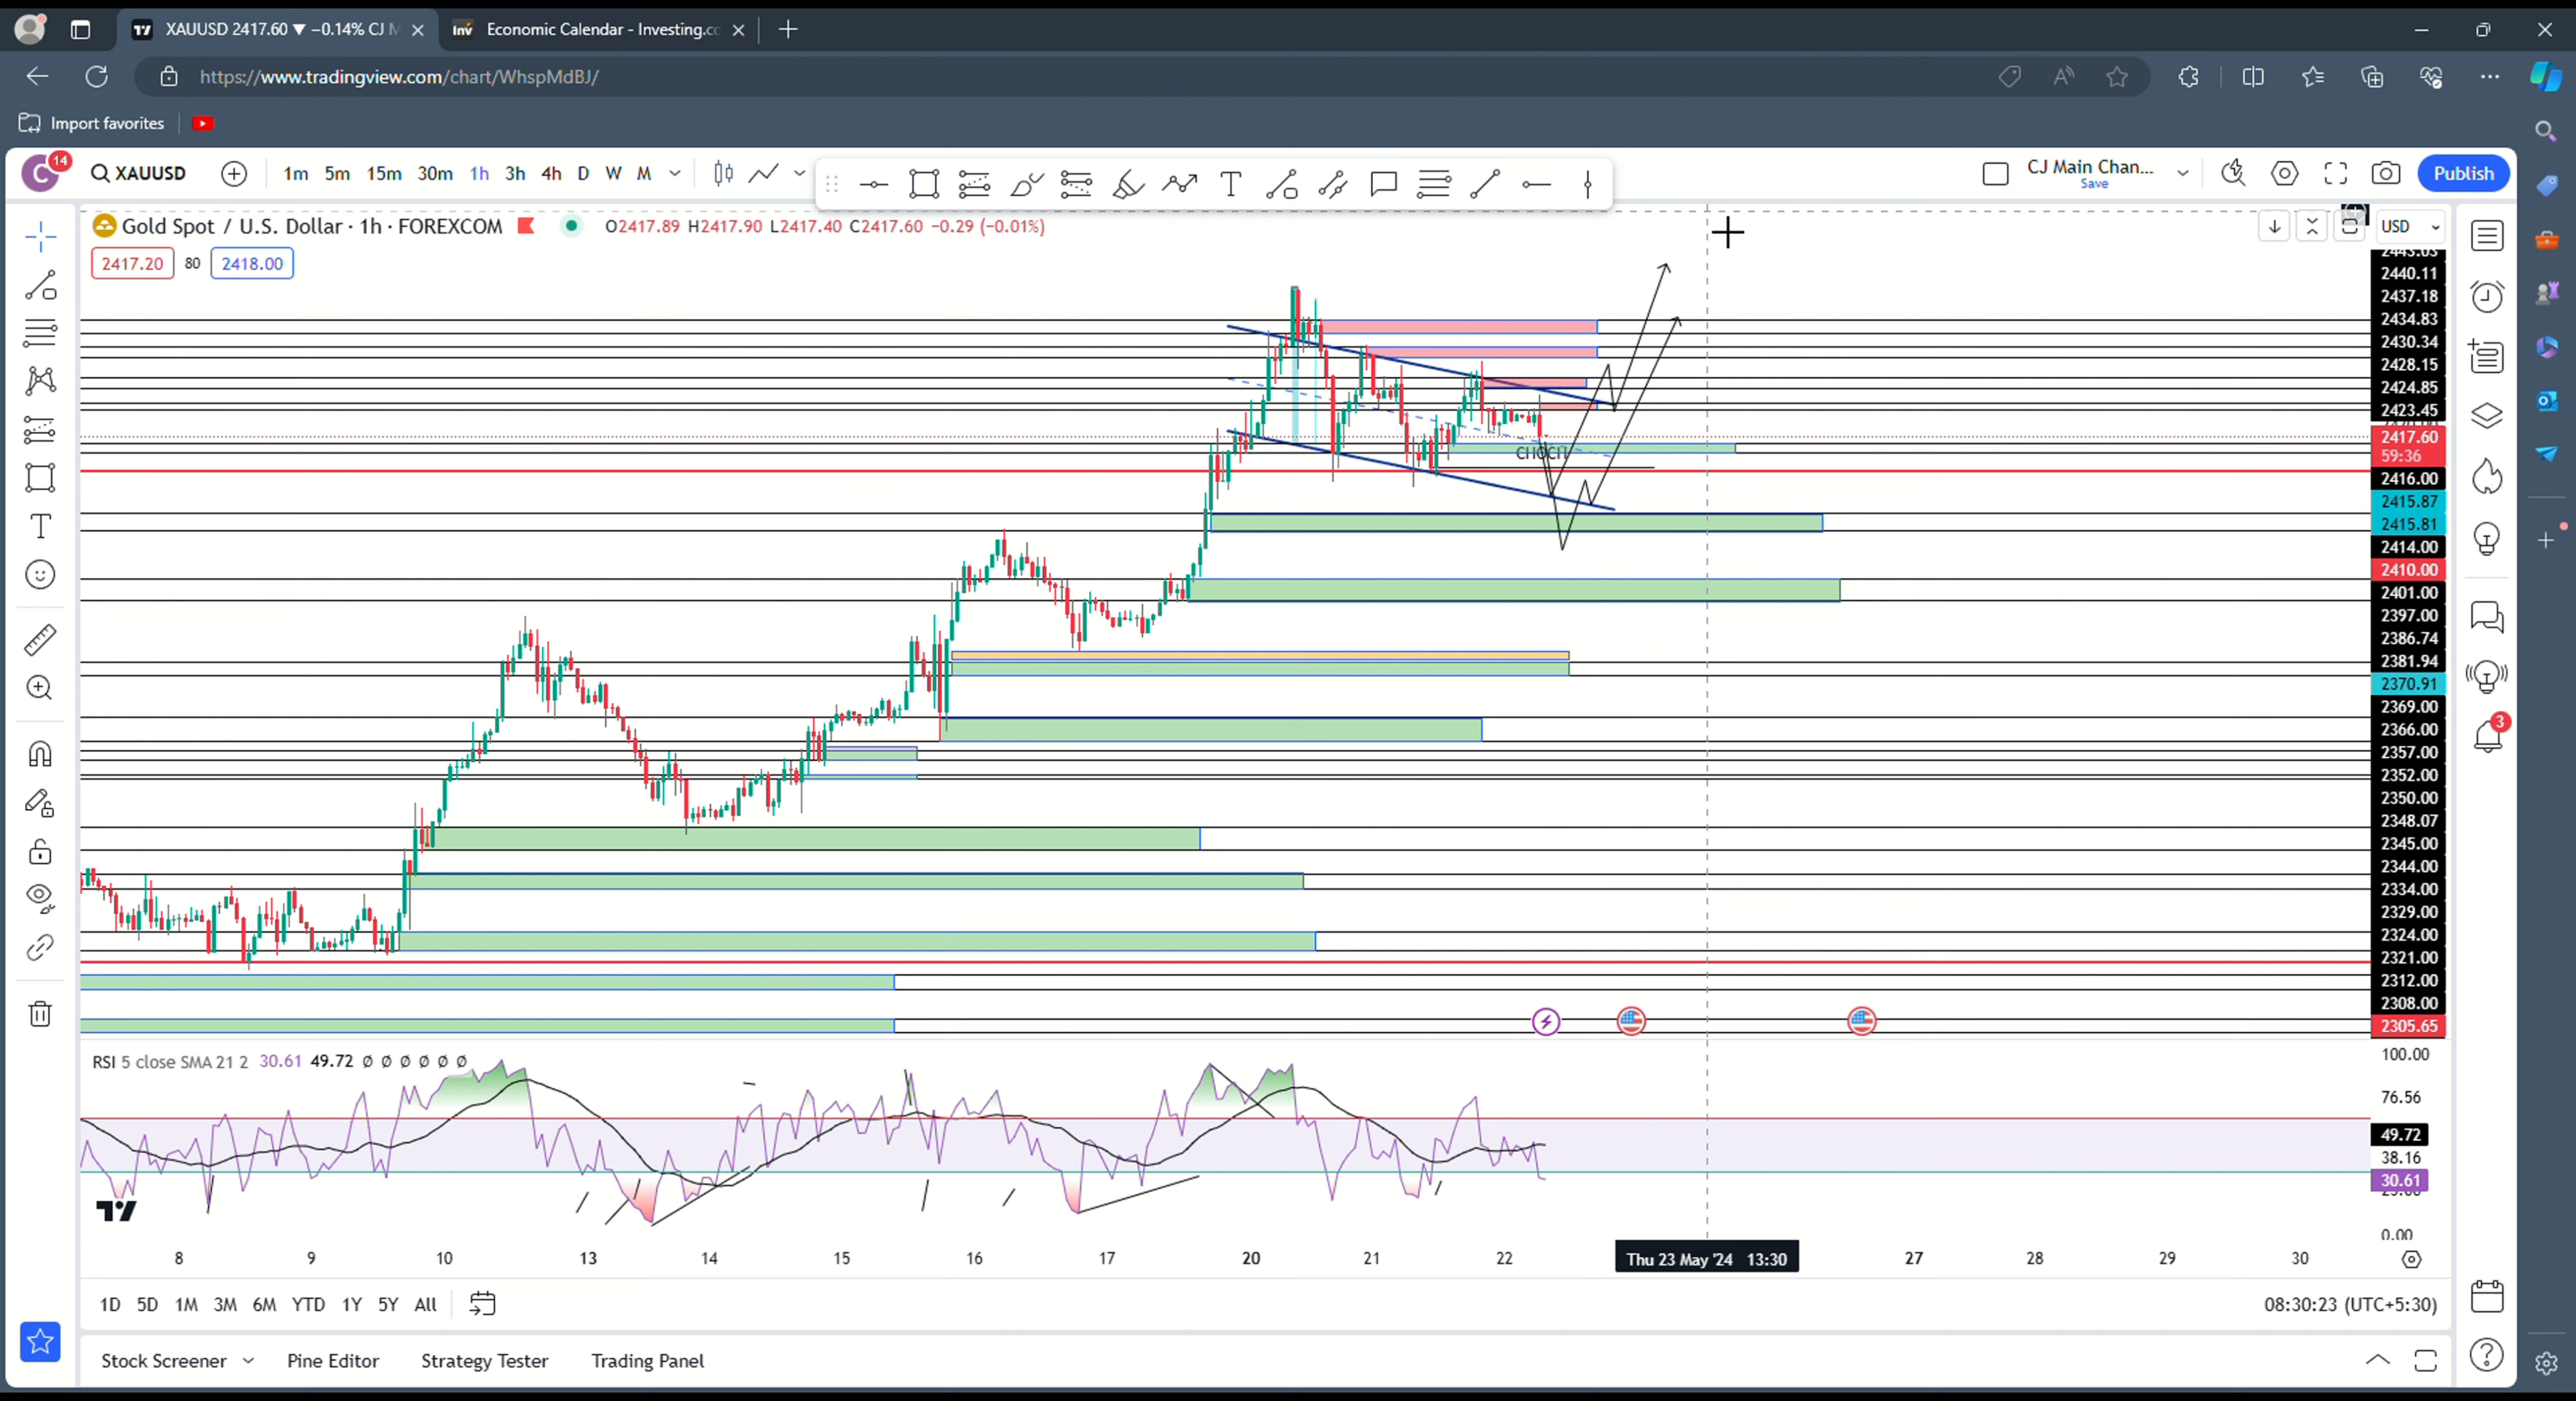 XAUUSD 2417.60 ▼ −0.14% CJ M
Economic Calendar - Investing.co
https://www.tradingview.com/chart/WhspMdBJ/
Import favorites
C 14
XAUUSD
1m 5m 15m 30m 1h 3h 4h D W M
CJ Main Chan...
Save
Publish
Gold Spot / U.S. Dollar · 1h · FOREXCOM
O2417.89 H2417.90 L2417.40 C2417.60 −0.29 (−0.01%)
USD
2417.20 80 2418.00
2443.03
2440.11
2437.18
2434.83
2430.34
2428.15
2424.85
2423.45
2417.60
59:36
2416.00
2415.87
2415.81
2414.00
2410.00
2401.00
2397.00
2386.74
2381.94
2370.91
2369.00
2366.00
2357.00
2352.00
2350.00
2348.07
2345.00
2344.00
2334.00
2329.00
2324.00
2321.00
2312.00
2308.00
2305.65
3
RSI 5 close SMA 21 2 30.61 49.72 ∅ ∅ ∅ ∅ ∅ ∅
100.00
76.56
49.72
38.16
30.61
0.00
8 9 10 13 14 15 16 17 20 21 22 Thu 23 May '24 13:30 27 28 29 30
1D 5D 1M 3M 6M YTD 1Y 5Y All
08:30:23 (UTC+5:30)
Stock Screener Pine Editor Strategy Tester Trading Panel